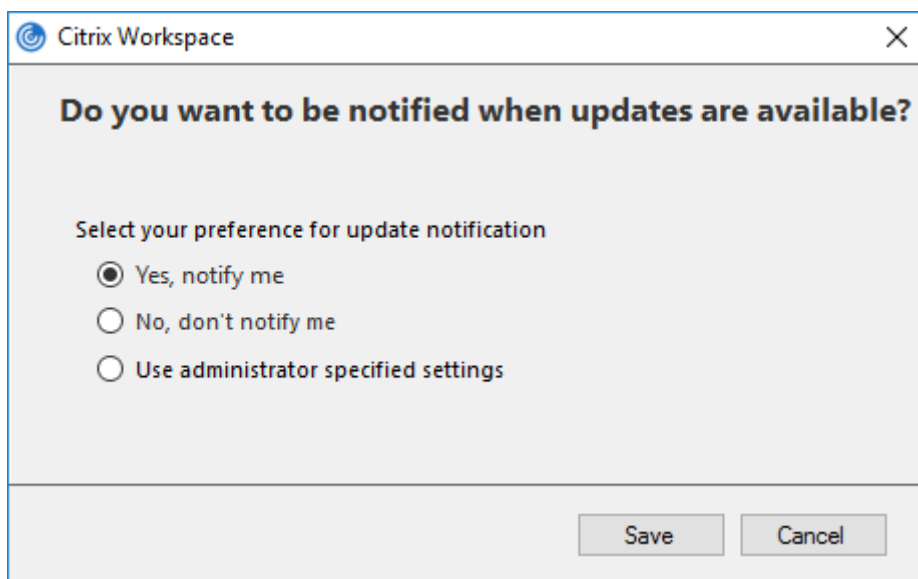 Citrix Workspace
Do you want to be notified when updates are available?
Select your preference for update notification
Yes, notify me
No, don't notify me
Use administrator specified settings
Save Cancel